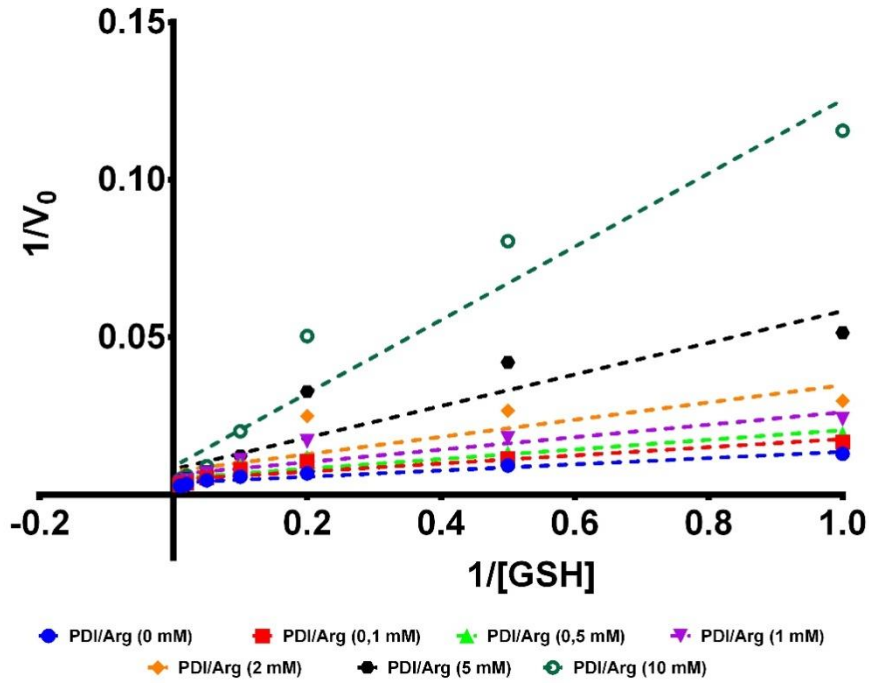 0.15
0.10
0.05
1/V₀
-0.2 0.2 0.4 0.6 0.8 1.0
1/[GSH]
PDI/Arg (0 mM) PDI/Arg (0,1 mM) PDI/Arg (0,5 mM) PDI/Arg (1 mM)
PDI/Arg (2 mM) PDI/Arg (5 mM) PDI/Arg (10 mM)